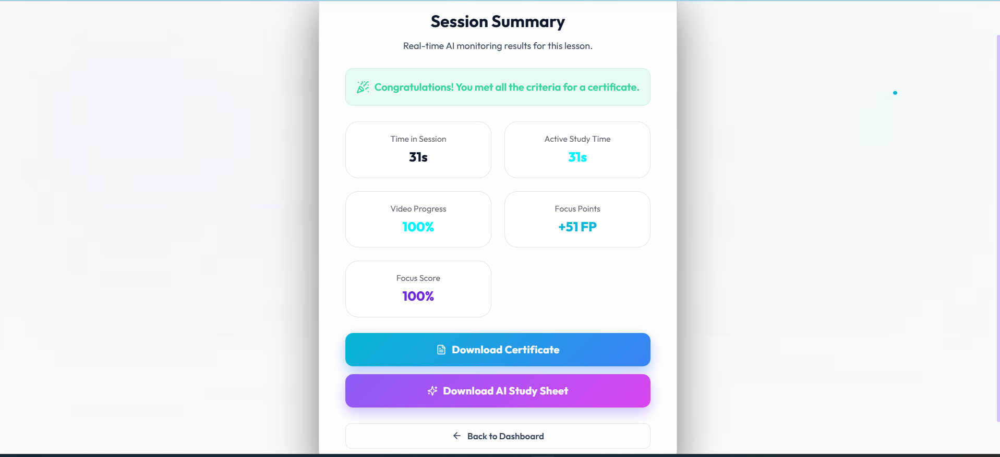 Session Summary
Real-time AI monitoring results for this lesson.
Congratulations! You met all the criteria for a certificate.
Time in Session
31s
Active Study Time
31s
Video Progress
100%
Focus Points
+51 FP
Focus Score
100%
Download Certificate
Download AI Study Sheet
Back to Dashboard